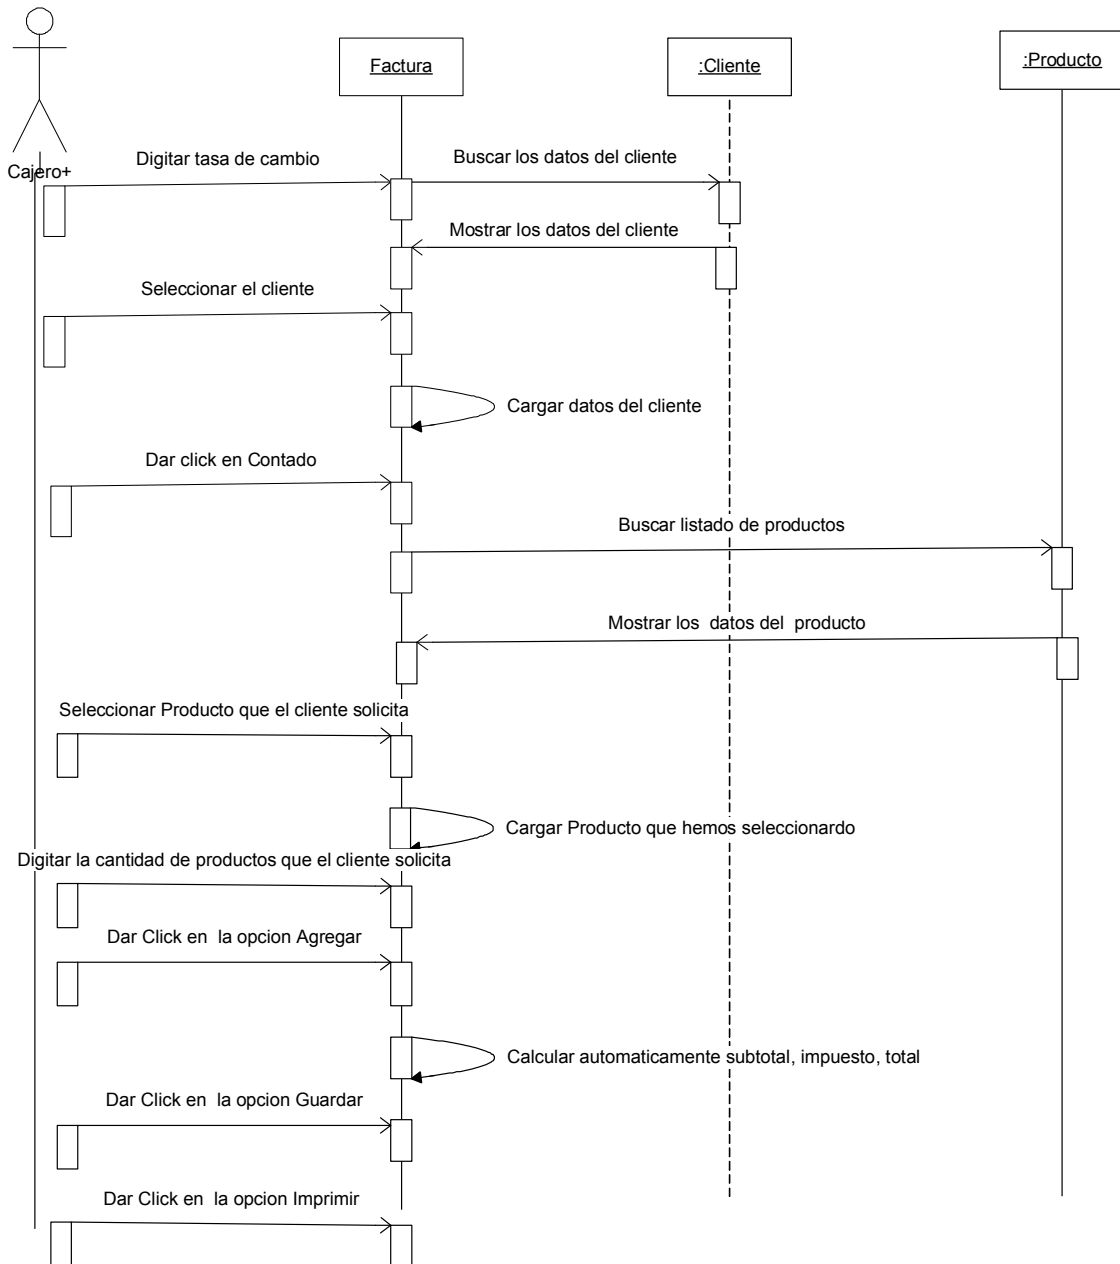 Factura
:Cliente
:Producto
Cajero+
Digitar tasa de cambio
Buscar los datos del cliente
Mostrar los datos del cliente
Seleccionar el cliente
Cargar datos del cliente
Dar click en Contado
Buscar listado de productos
Mostrar los datos del producto
Seleccionar Producto que el cliente solicita
Cargar Producto que hemos seleccionardo
Digitar la cantidad de productos que el cliente solicita
Dar Click en la opcion Agregar
Calcular automaticamente subtotal, impuesto, total
Dar Click en la opcion Guardar
Dar Click en la opcion Imprimir